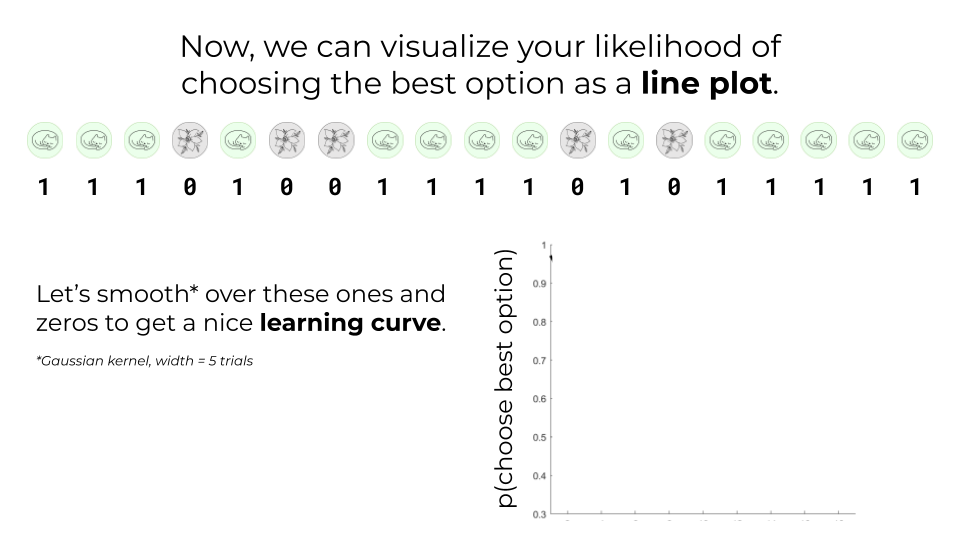 Now, we can visualize your likelihood of
choosing the best option as a line plot.
1 1 1 0 1 0 0 1 1 1 1 0 1 0 1 1 1 1 1
Let's smooth* over these ones and
zeros to get a nice learning curve.
*Gaussian kernel, width = 5 trials
p(choose best option)
1
0.9
0.8
0.7
0.6
0.5
0.4
0.3